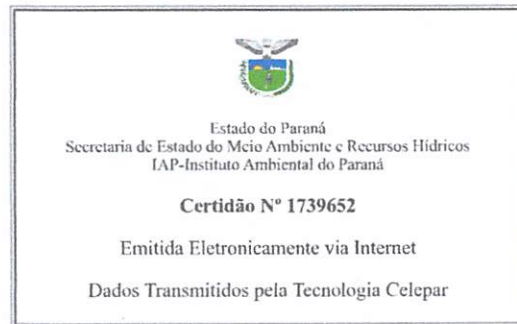 Estado do Paraná
Secretaria de Estado do Meio Ambiente e Recursos Hídricos
IAP-Instituto Ambiental do Paraná
Certidão Nº 1739652
Emitida Eletronicamente via Internet
Dados Transmitidos pela Tecnologia Celepar